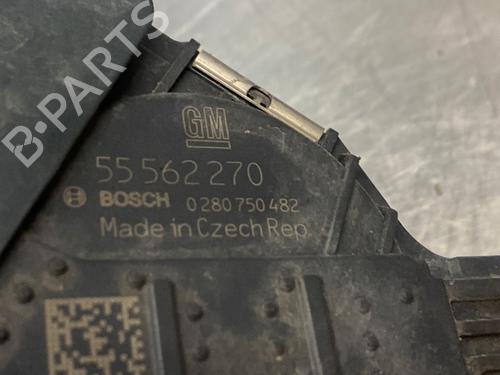 B-PARTS
GM
55 562 270
BOSCH 0 280 750 482
Made in Czech Rep.